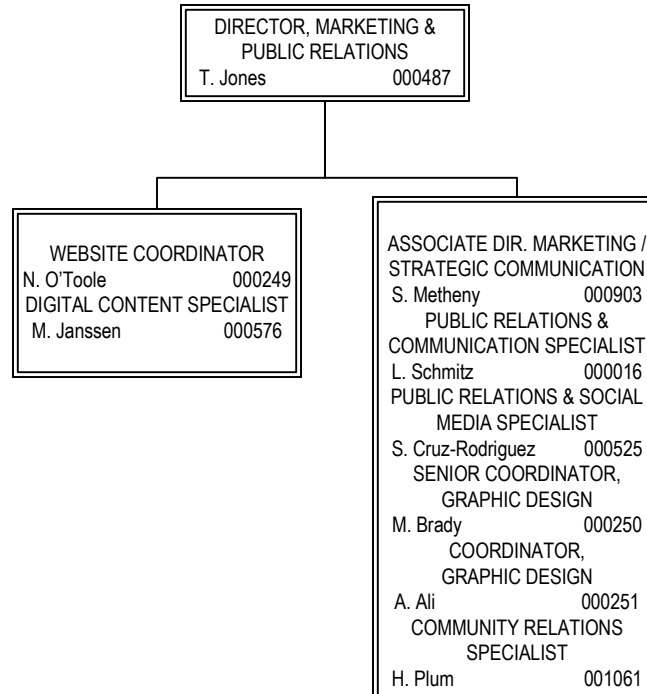 DIRECTOR, MARKETING &
PUBLIC RELATIONS
T. Jones 000487
WEBSITE COORDINATOR
N. O’Toole 000249
DIGITAL CONTENT SPECIALIST
M. Janssen 000576
ASSOCIATE DIR. MARKETING /
STRATEGIC COMMUNICATION
S. Metheny 000903
PUBLIC RELATIONS &
COMMUNICATION SPECIALIST
L. Schmitz 000016
PUBLIC RELATIONS & SOCIAL
MEDIA SPECIALIST
S. Cruz-Rodriguez 000525
SENIOR COORDINATOR,
GRAPHIC DESIGN
M. Brady 000250
COORDINATOR,
GRAPHIC DESIGN
A. Ali 000251
COMMUNITY RELATIONS
SPECIALIST
H. Plum 001061